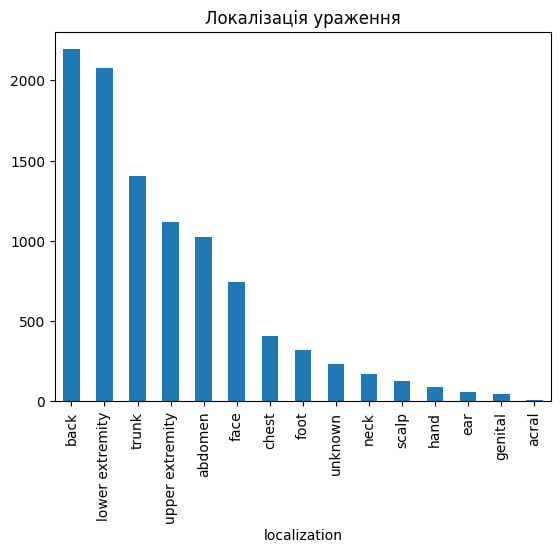 Локалізація ураження
2000
1500
1000
500
0
back
lower extremity
trunk
upper extremity
abdomen
face
chest
foot
unknown
neck
scalp
hand
ear
genital
acral
localization